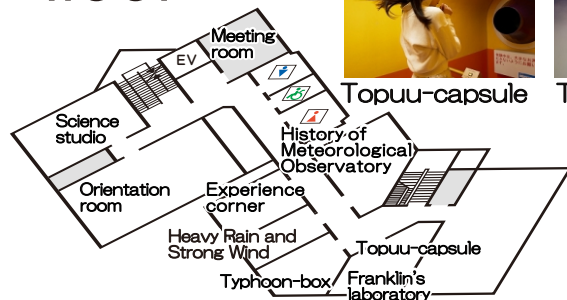 Meeting
room
EV
Topuu-capsule
Science
studio
History of
Meteorological
Observatory
Orientation
room
Experience
corner
Heavy Rain and
Strong Wind
Topuu-capsule
Typhoon-box
Franklin's
laboratory